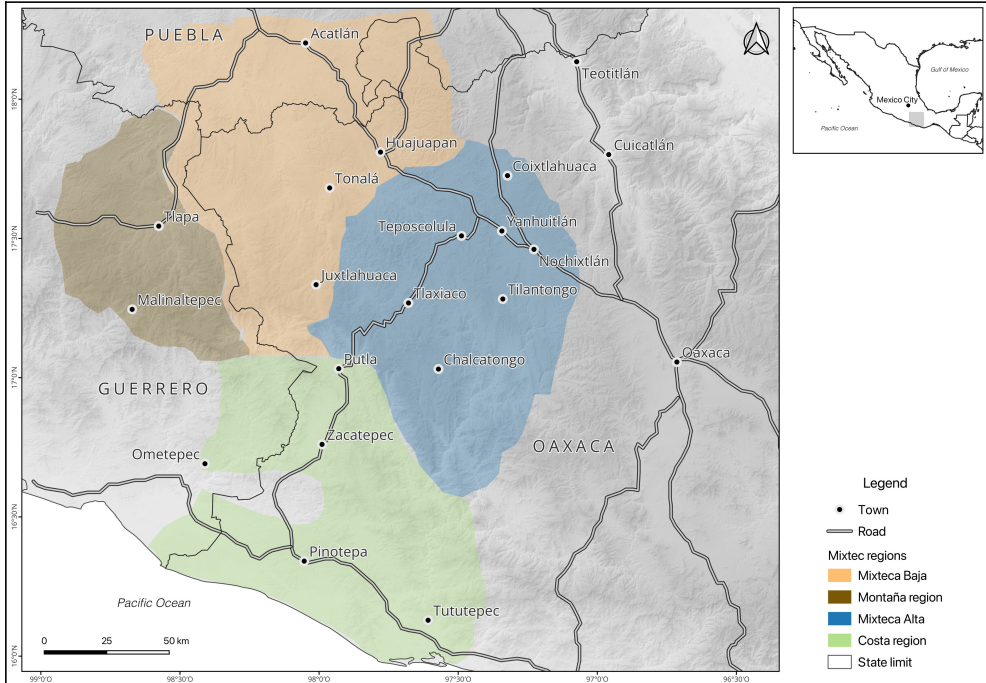 PUEBLA
Acatlán
Teotitlán
Huajuapan
Cuicatlán
Coixtlahuaca
Tonalá
Tlapa
Yanhuitlán
Teposcolula
Nochixtlán
Juxtlahuaca
Malinaltepec
Tlaxiaco
Tilantongo
Putla
Chalcatongo
Oaxaca
GUERRERO
Zacatepec
OAXACA
Ometepec
Pinotepa
Pacific Ocean
Tututepec
0 25 50 km
18°0'N
17°30'N
17°0'N
16°30'N
16°0'N
99°0'O 98°30'O 98°0'O 97°30'O 97°0'O 96°30'O
Gulf of Mexico
Mexico City
Pacific Ocean
Legend
Town
Road
Mixtec regions
Mixteca Baja
Montaña region
Mixteca Alta
Costa region
State limit